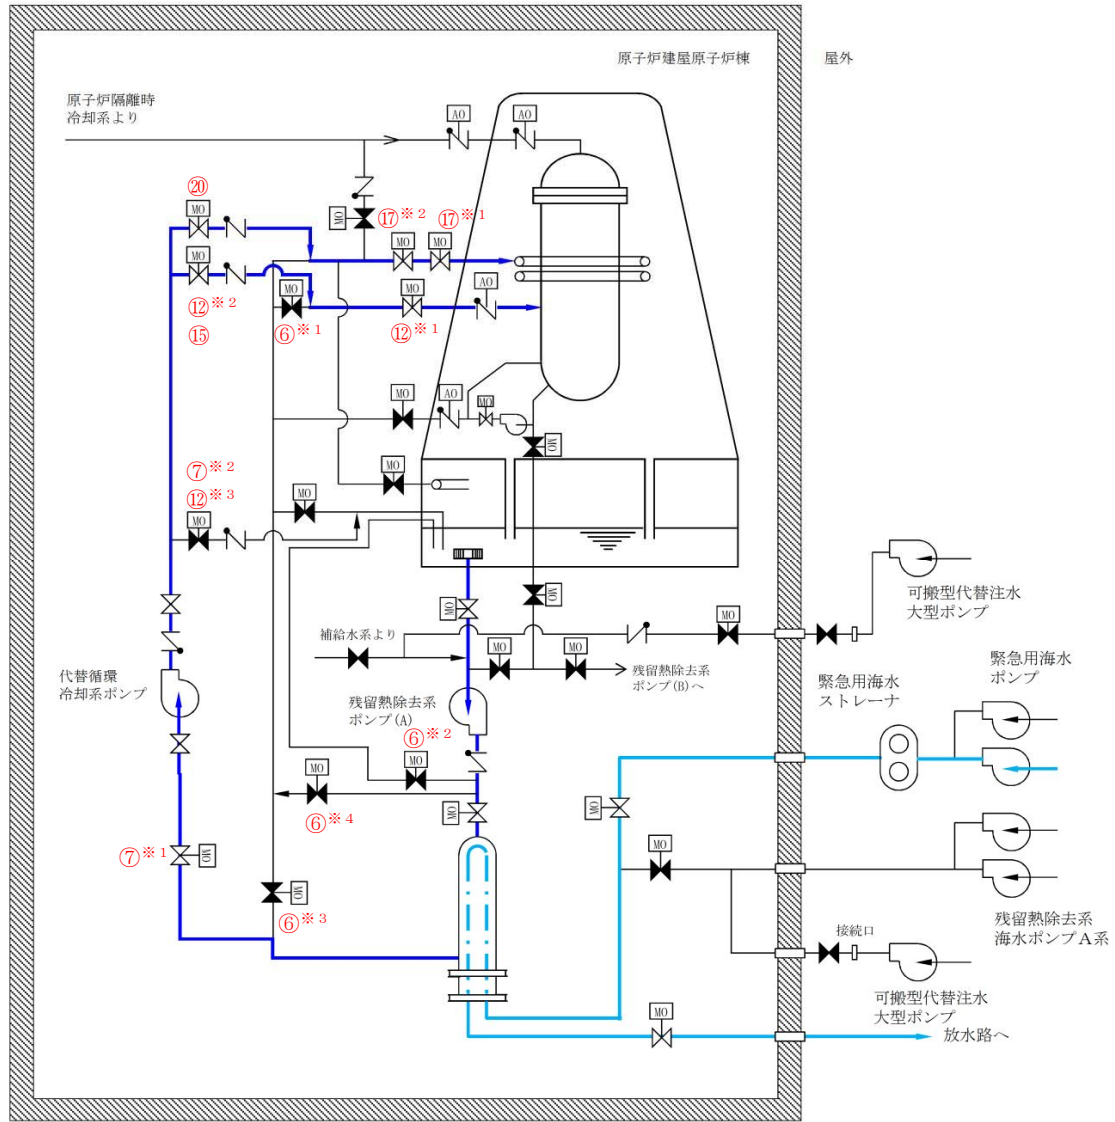 原子炉建屋原子炉棟
屋外
原子炉隔離時
冷却系より
AO
AO
⑳
MO
MO
⑰※2
⑰※1
MO
MO
MO
⑫※2
⑮
MO
⑥※1
MO
⑫※1
AO
MO
AO
MO
MO
⑦※2
⑫※3
MO
MO
MO
可搬型代替注水
大型ポンプ
MO
MO
MO
補給水系より
MO
MO
残留熱除去系
ポンプ(B)へ
代替循環
冷却系ポンプ
残留熱除去系
ポンプ(A)
緊急用海水
ストレーナ
緊急用海水
ポンプ
⑥※2
MO
MO
⑥※4
MO
MO
⑦※1
MO
MO
⑥※3
MO
残留熱除去系
海水ポンプA系
接続口
可搬型代替注水
大型ポンプ
MO
放水路へ